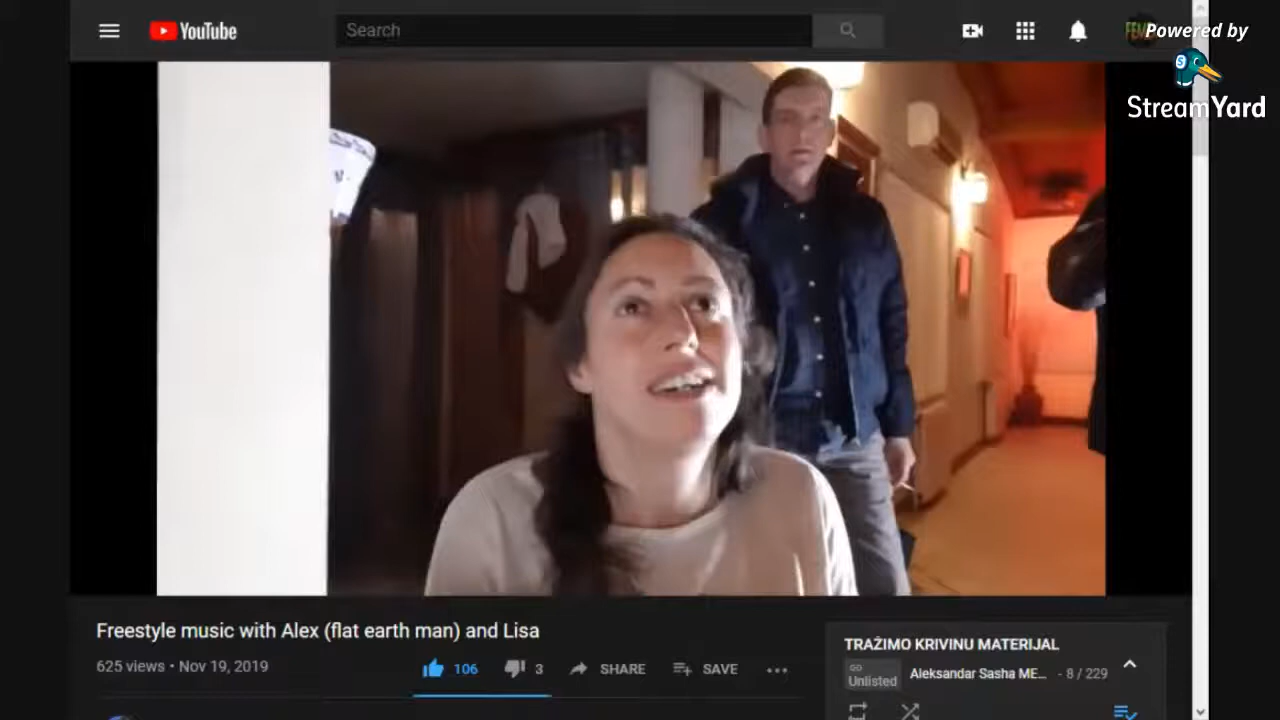 YouTube
Search
Powered by
StreamYard
Freestyle music with Alex (flat earth man) and Lisa
625 views • Nov 19, 2019
106
3
SHARE
SAVE
TRAŽIMO KRIVINU MATERIJAL
Unlisted
Aleksandar Sasha ME... - 8 / 229